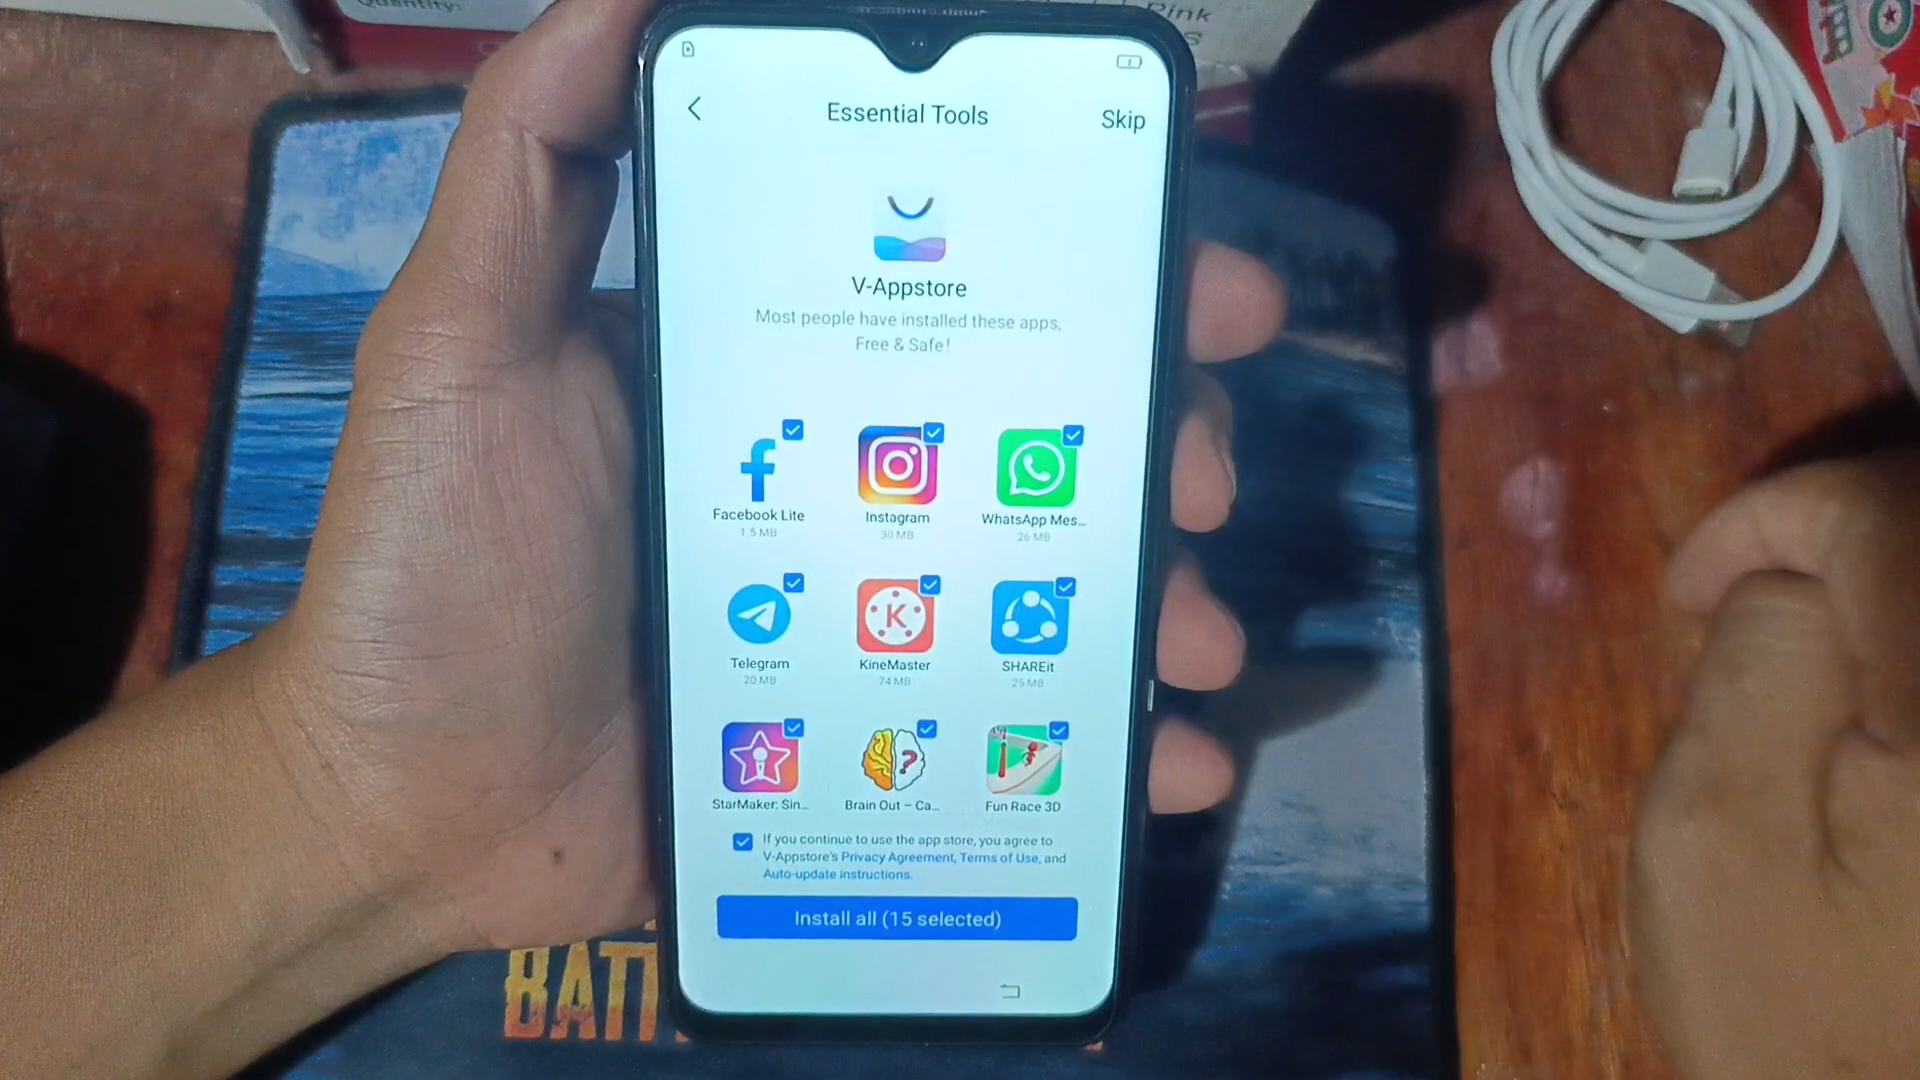 Quantity:
Pink
Essential Tools
Skip
V-Appstore
Most people have installed these apps,
Free & Safe!
Facebook Lite
1.5 MB
Instagram
30 MB
WhatsApp Mes...
26 MB
Telegram
20 MB
KineMaster
74 MB
SHAREit
25 MB
StarMaker: Sin...
Brain Out – Ca...
Fun Race 3D
If you continue to use the app store, you agree to
V-Appstore's Privacy Agreement, Terms of Use, and
Auto-update instructions.
Install all (15 selected)